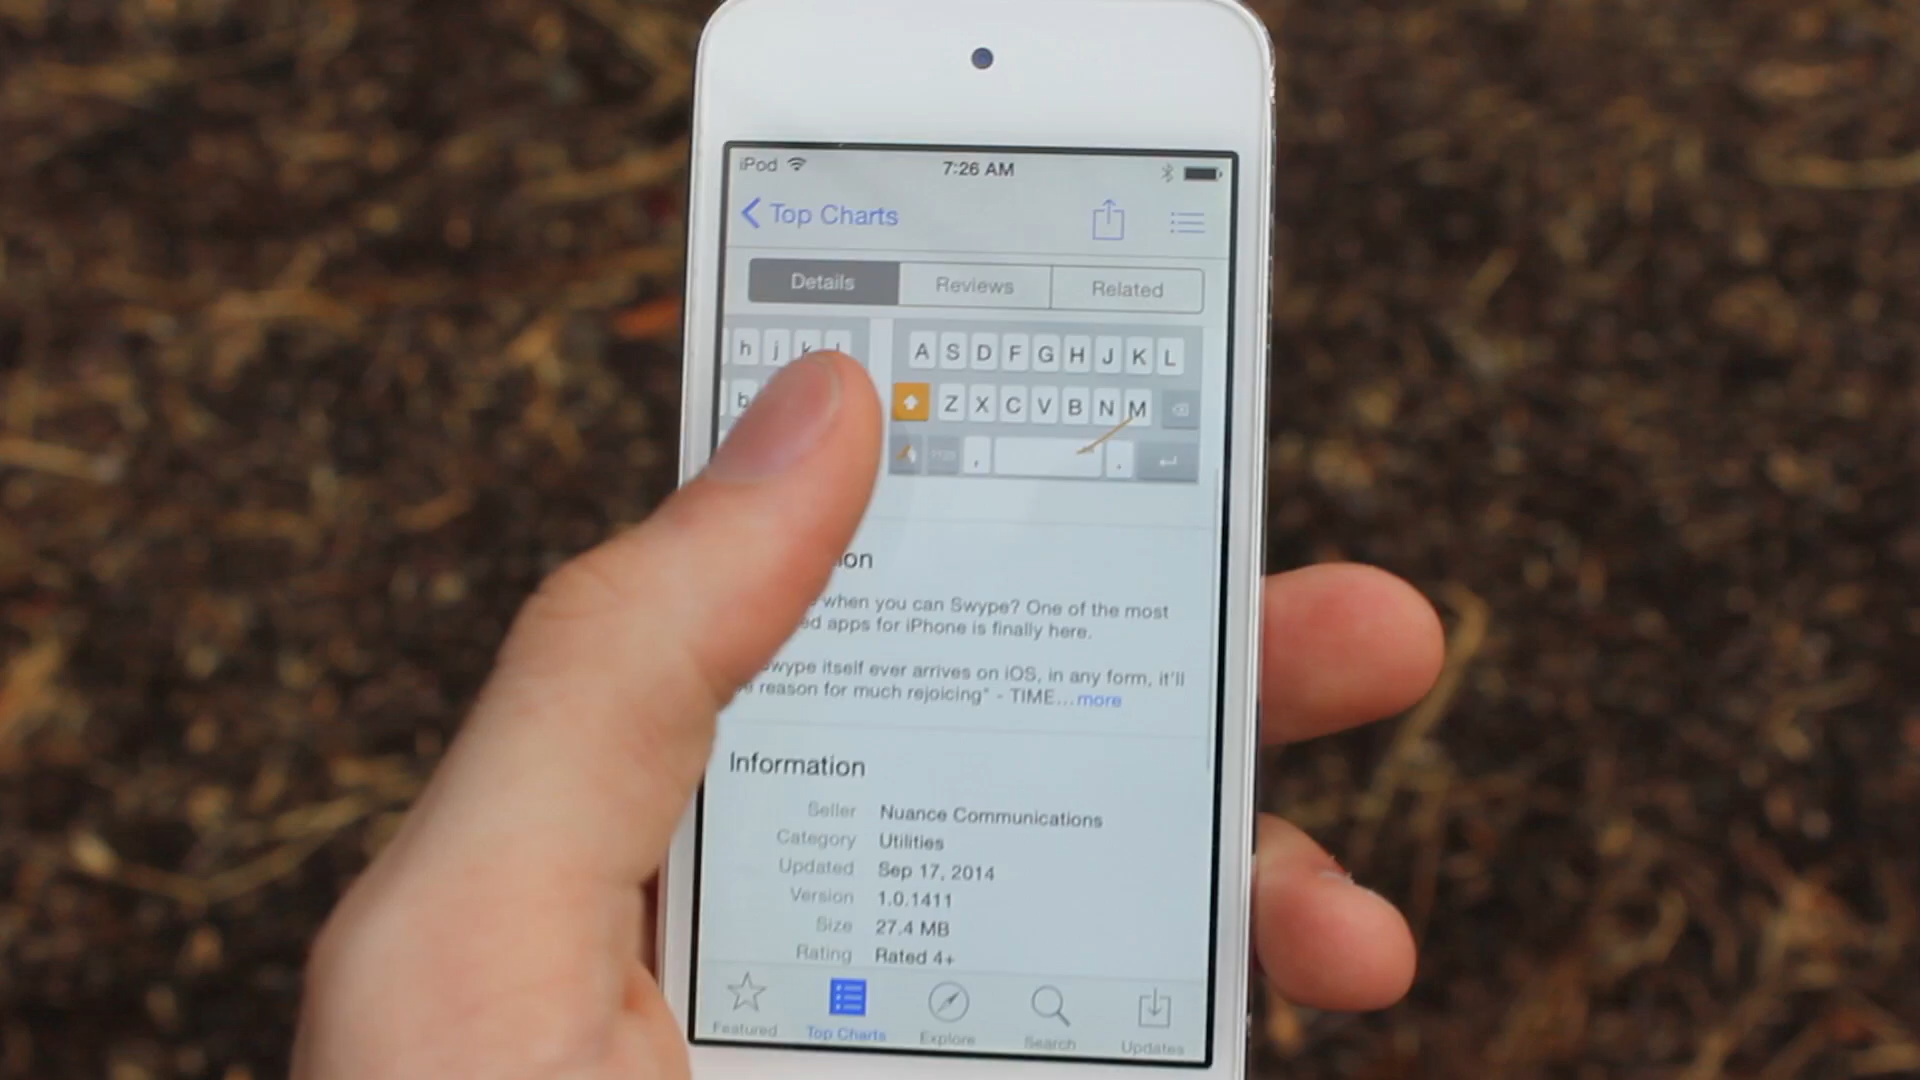 iPod 7:26 AM
Top Charts
Details Reviews Related
h j k l A S D F G H J K L
b Z X C V B N M
, .
on
when you can Swype? One of the most
ed apps for iPhone is finally here.
wype itself ever arrives on iOS, in any form, it'll
reason for much rejoicing" - TIME...more
Information
Seller Nuance Communications
Category Utilities
Updated Sep 17, 2014
Version 1.0.1411
Size 27.4 MB
Rating Rated 4+
Featured Top Charts Explore Search Updates